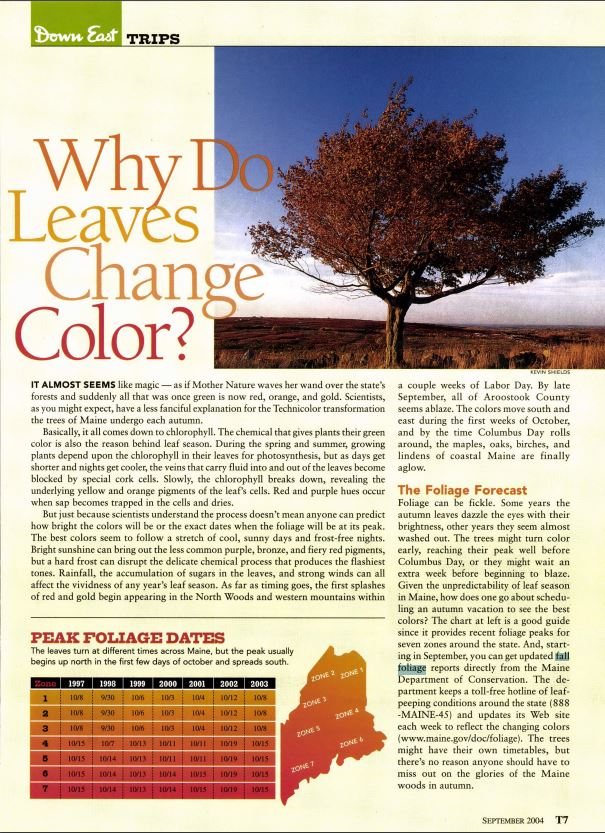 Down East TRIPS
Why Do
Leaves
Change
Color?
KEVIN SHIELDS
IT ALMOST SEEMS like magic — as if Mother Nature waves her wand over the state's
forests and suddenly all that was once green is now red, orange, and gold. Scientists,
as you might expect, have a less fanciful explanation for the Technicolor transformation
the trees of Maine undergo each autumn.
Basically, it all comes down to chlorophyll. The chemical that gives plants their green
color is also the reason behind leaf season. During the spring and summer, growing
plants depend upon the chlorophyll in their leaves for photosynthesis, but as days get
shorter and nights get cooler, the veins that carry fluid into and out of the leaves become
blocked by special cork cells. Slowly, the chlorophyll breaks down, revealing the
underlying yellow and orange pigments of the leaf's cells. Red and purple hues occur
when sap becomes trapped in the cells and dries.
But just because scientists understand the process doesn't mean anyone can predict
how bright the colors will be or the exact dates when the foliage will be at its peak.
The best colors seem to follow a stretch of cool, sunny days and frost-free nights.
Bright sunshine can bring out the less common purple, bronze, and fiery red pigments,
but a hard frost can disrupt the delicate chemical process that produces the flashiest
tones. Rainfall, the accumulation of sugars in the leaves, and strong winds can all
affect the vividness of any year's leaf season. As far as timing goes, the first splashes
of red and gold begin appearing in the North Woods and western mountains within
a couple weeks of Labor Day. By late
September, all of Aroostook County
seems ablaze. The colors move south and
east during the first weeks of October,
and by the time Columbus Day rolls
around, the maples, oaks, birches, and
lindens of coastal Maine are finally
aglow.
The Foliage Forecast
Foliage can be fickle. Some years the
autumn leaves dazzle the eyes with their
brightness, other years they seem almost
washed out. The trees might turn color
early, reaching their peak well before
Columbus Day, or they might wait an
extra week before beginning to blaze.
Given the unpredictability of leaf season
in Maine, how does one go about schedu-
ling an autumn vacation to see the best
colors? The chart at left is a good guide
since it provides recent foliage peaks for
seven zones around the state. And, start-
ing in September, you can get updated fall
foliage reports directly from the Maine
Department of Conservation. The de-
partment keeps a toll-free hotline of leaf-
peeping conditions around the state (888
-MAINE-45) and updates its Web site
each week to reflect the changing colors
(www.maine.gov/doc/foliage). The trees
might have their own timetables, but
there's no reason anyone should have to
miss out on the glories of the Maine
woods in autumn.
PEAK FOLIAGE DATES
The leaves turn at different times across Maine, but the peak usually
begins up north in the first few days of october and spreads south.
Zone 1997 1998 1999 2000 2001 2002 2003
1 10/8 9/30 10/6 10/3 10/4 10/12 10/8
2 10/8 9/30 10/6 10/3 10/4 10/12 10/8
3 10/8 9/30 10/6 10/3 10/4 10/12 10/8
4 10/15 10/7 10/13 10/11 10/11 10/19 10/15
5 10/15 10/14 10/13 10/11 10/11 10/19 10/15
6 10/15 10/14 10/13 10/14 10/15 10/19 10/15
7 10/15 10/14 10/13 10/14 10/15 10/19 10/15
ZONE 2 ZONE 1
ZONE 3
ZONE 4
ZONE 5
ZONE 6
ZONE 7
SEPTEMBER 2004 T7